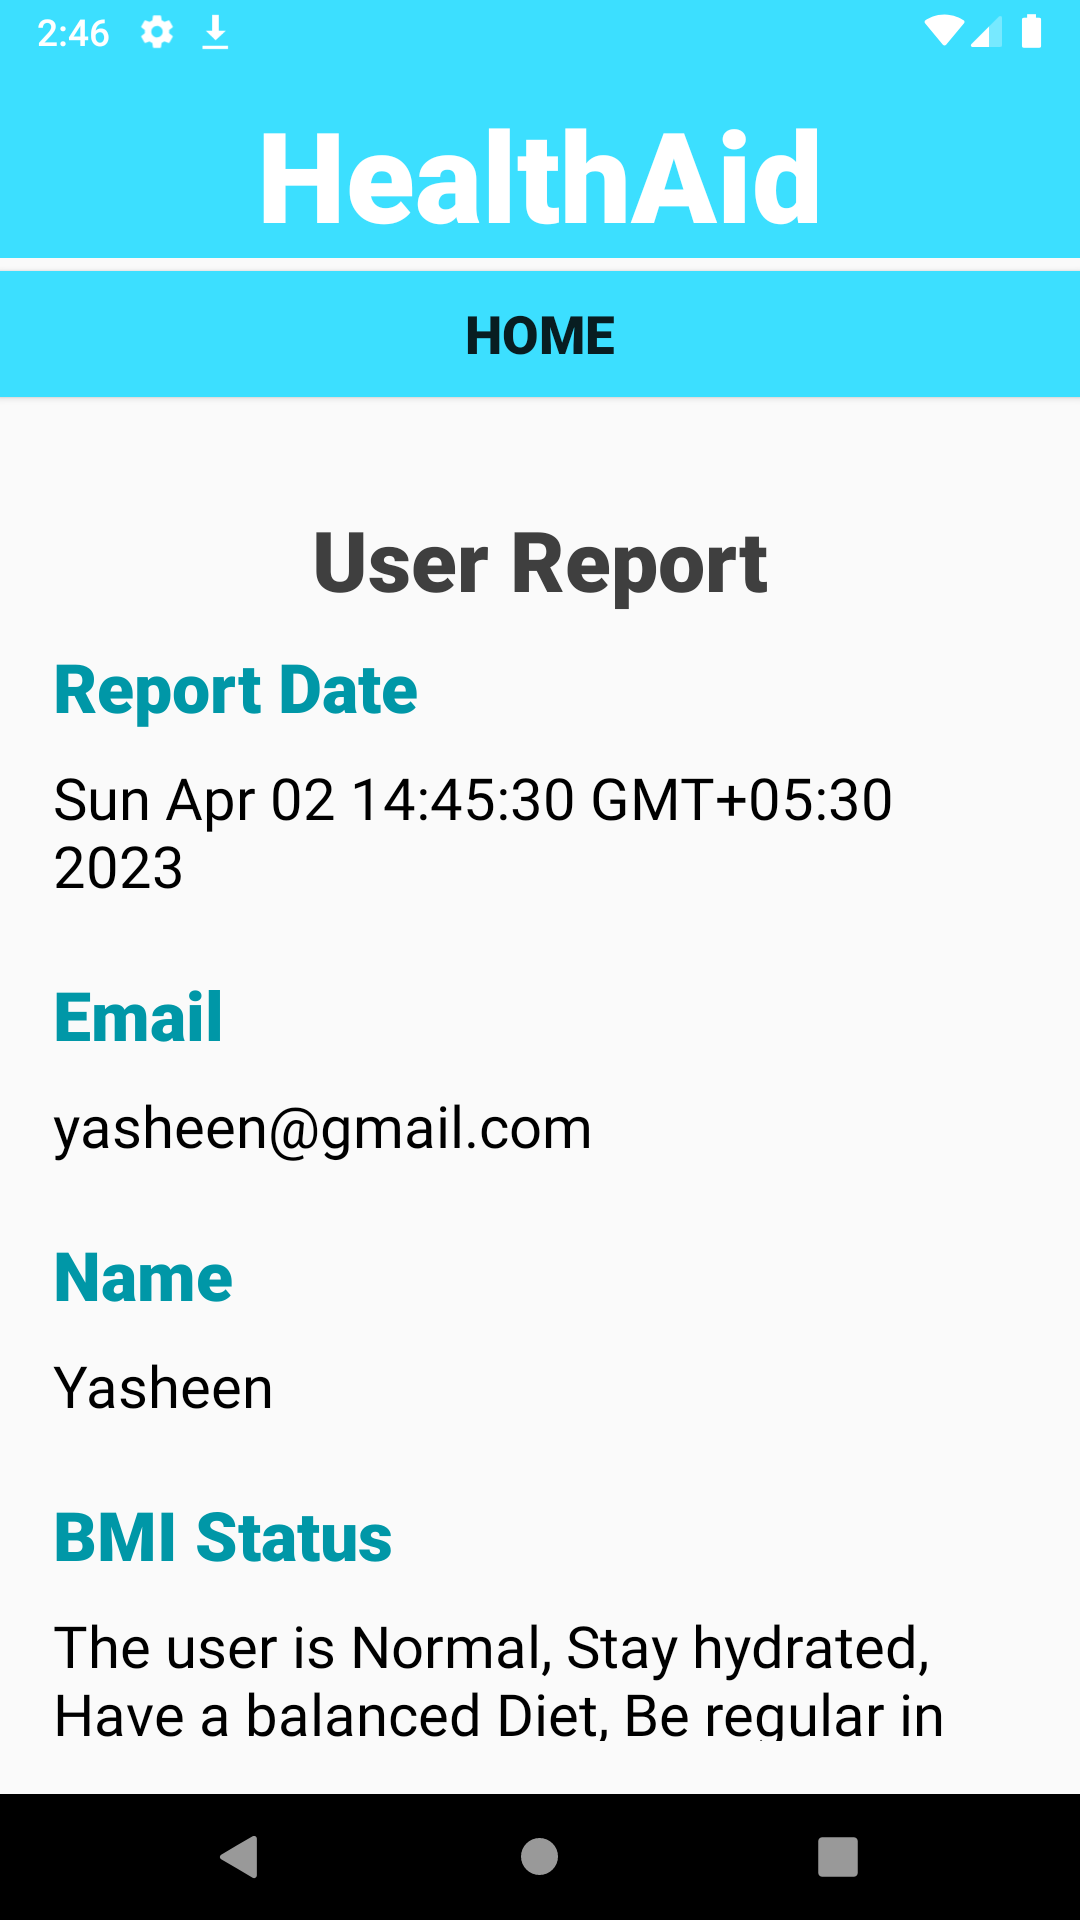 2:46
HealthAid
HOME
User Report
Report Date
Sun Apr 02 14:45:30 GMT+05:30
2023
Email
yasheen@gmail.com
Name
Yasheen
BMI Status
The user is Normal, Stay hydrated,
Have a balanced Diet, Be regular in